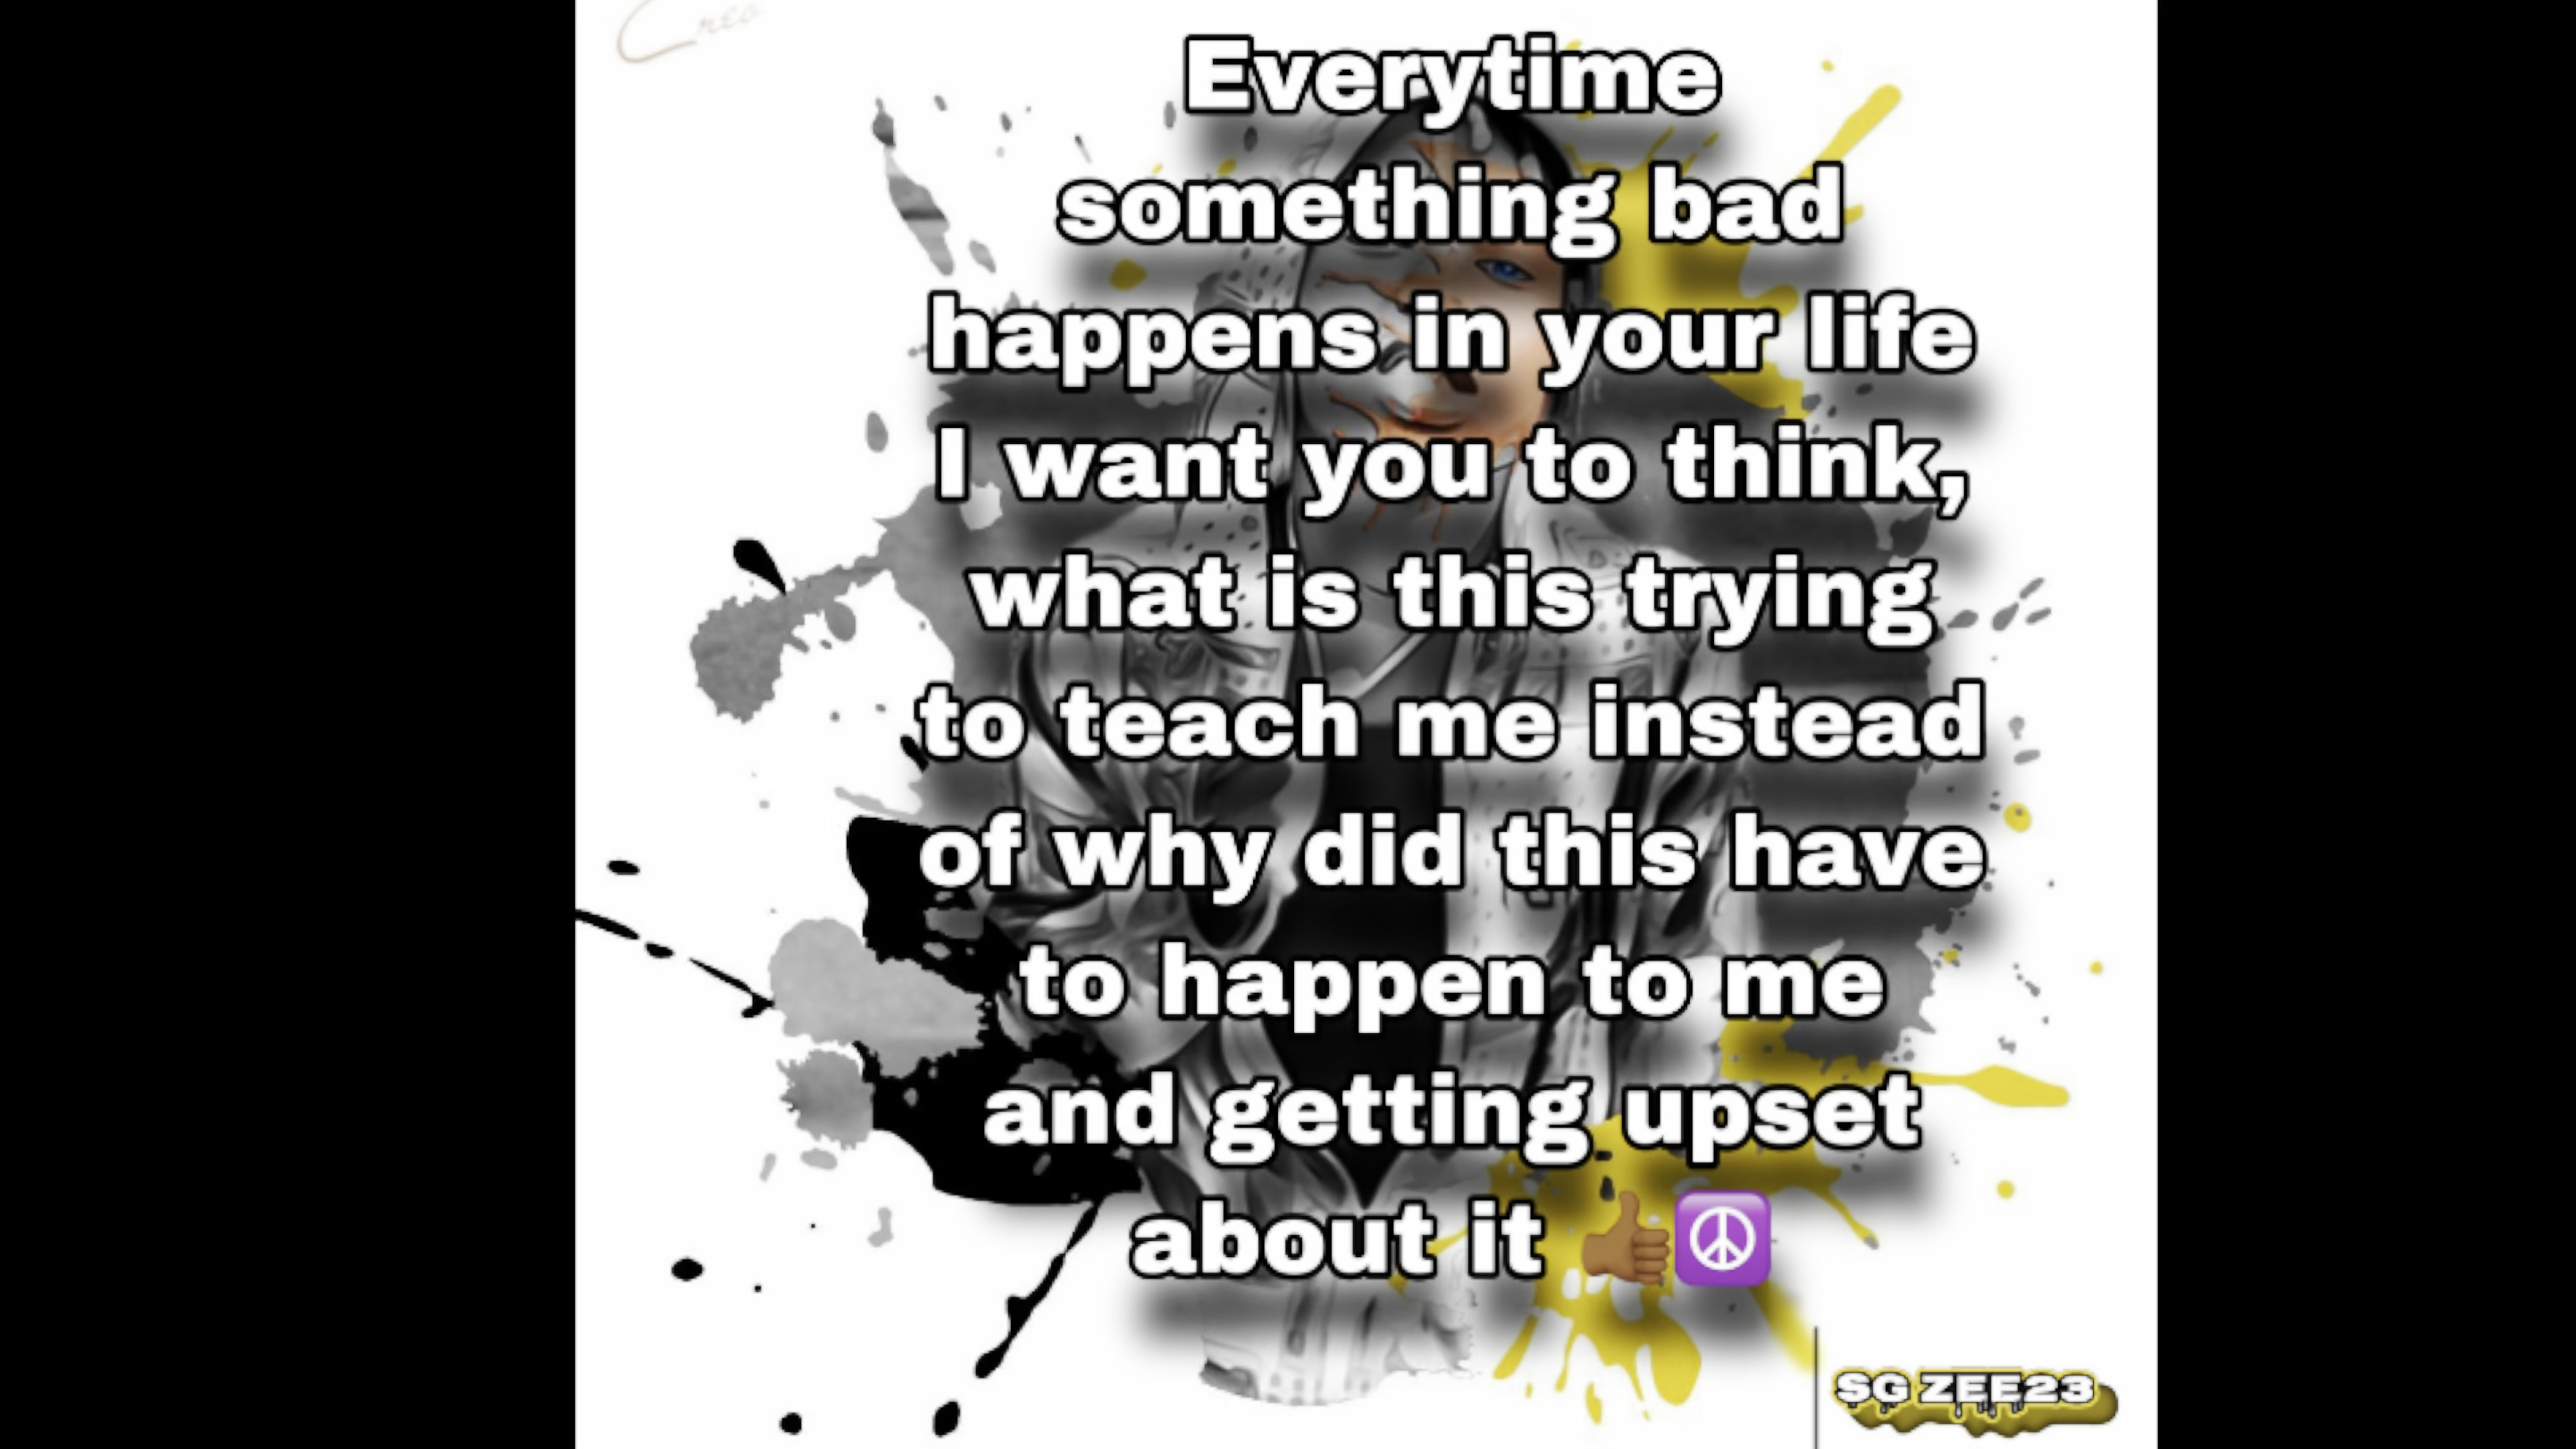 Everytime
something bad
happens in your life
I want you to think,
what is this trying
to teach me instead
of why did this have
to happen to me
and getting upset
about it 👍🏾☮️
SG ZEE23